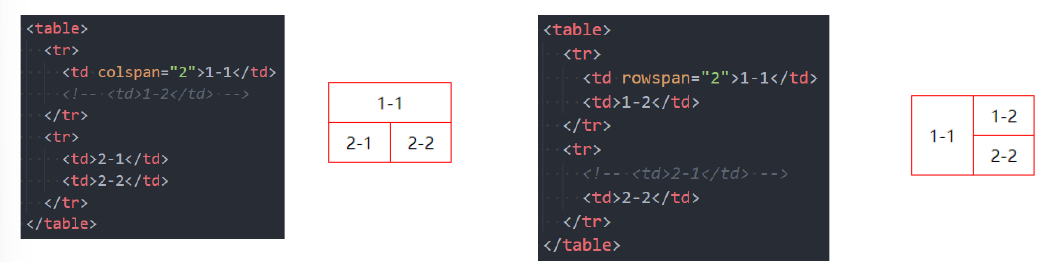 <table>
<tr>
<td colspan="2">1-1</td>
<!-- <td>1-2</td> -->
</tr>
<tr>
<td>2-1</td>
<td>2-2</td>
</tr>
</table>
1-1
2-1 2-2
<table>
<tr>
<td rowspan="2">1-1</td>
<td>1-2</td>
</tr>
<tr>
<!-- <td>2-1</td> -->
<td>2-2</td>
</tr>
</table>
1-2
1-1
2-2